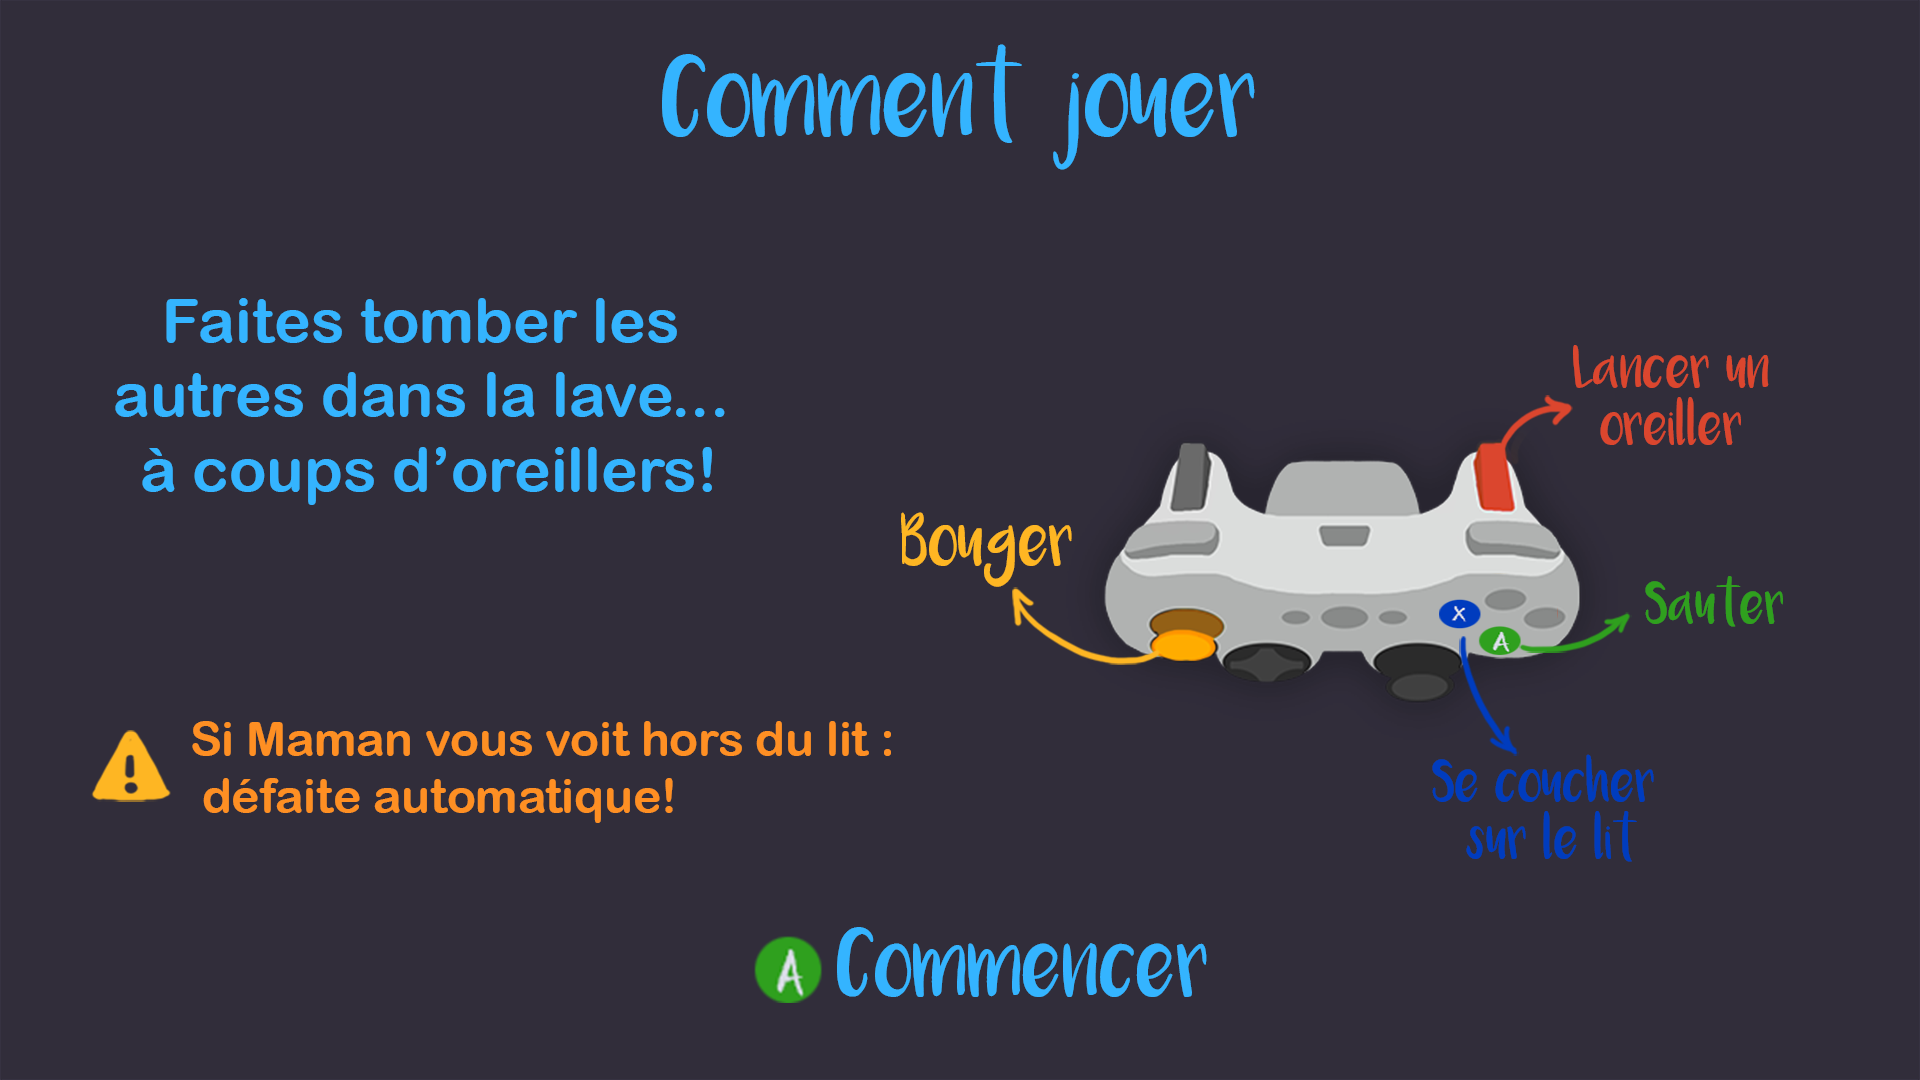 Comment jouer
Faites tomber les
autres dans la lave...
à coups d’oreillers!
Lancer un
oreiller
Bouger
Sauter
X
A
Se coucher
sur le lit
Si Maman vous voit hors du lit :
défaite automatique!
A Commencer